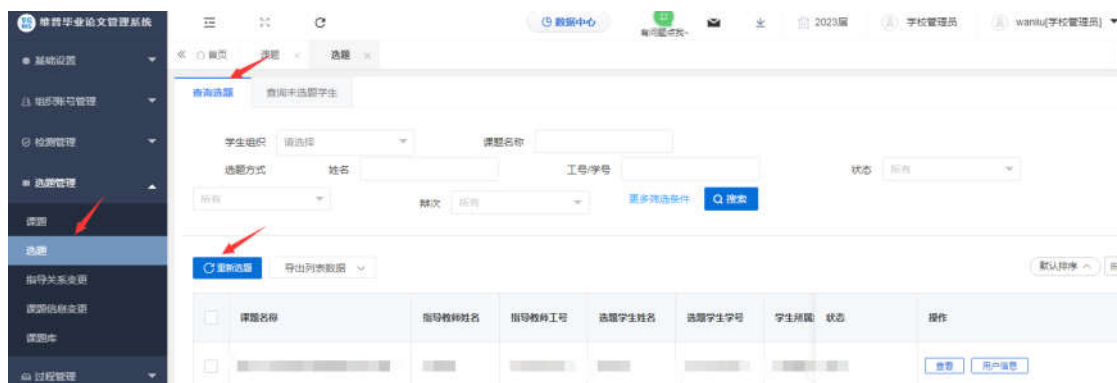 维普毕业论文管理系统
数据中心
有问题点我~
2023届
学校管理员
wanliu(学校管理员)
首页
课题
选题
基础设置
组织账号管理
检测管理
选题管理
课题
选题
指导关系变更
课题信息变更
课题库
过程管理
查询选题
查询未选题学生
学生组织 请选择 课题名称
选题方式 姓名 工号/学号 状态 所有
所有 届次 所有 更多筛选条件 搜索
重新选题 导出列表数据 默认排序
课题名称 指导教师姓名 指导教师工号 选题学生姓名 选题学生学号 学生所属 状态 操作
查看 用户信息